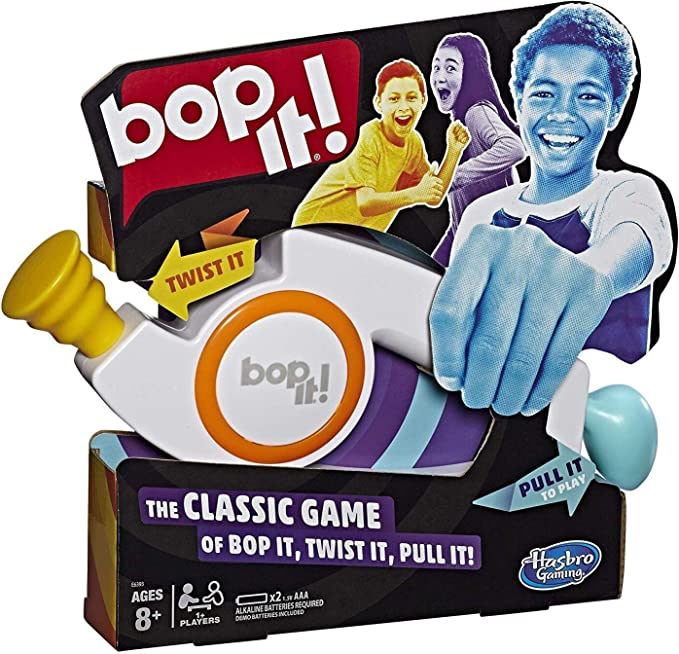 bop
It!®
TWIST IT
bop
It!
PULL IT
TO PLAY
THE CLASSIC GAME
OF BOP IT, TWIST IT, PULL IT!
Hasbro
Gaming
E6393
AGES
8+
1+
PLAYERS
x2 1.5V AAA
ALKALINE BATTERIES REQUIRED
DEMO BATTERIES INCLUDED